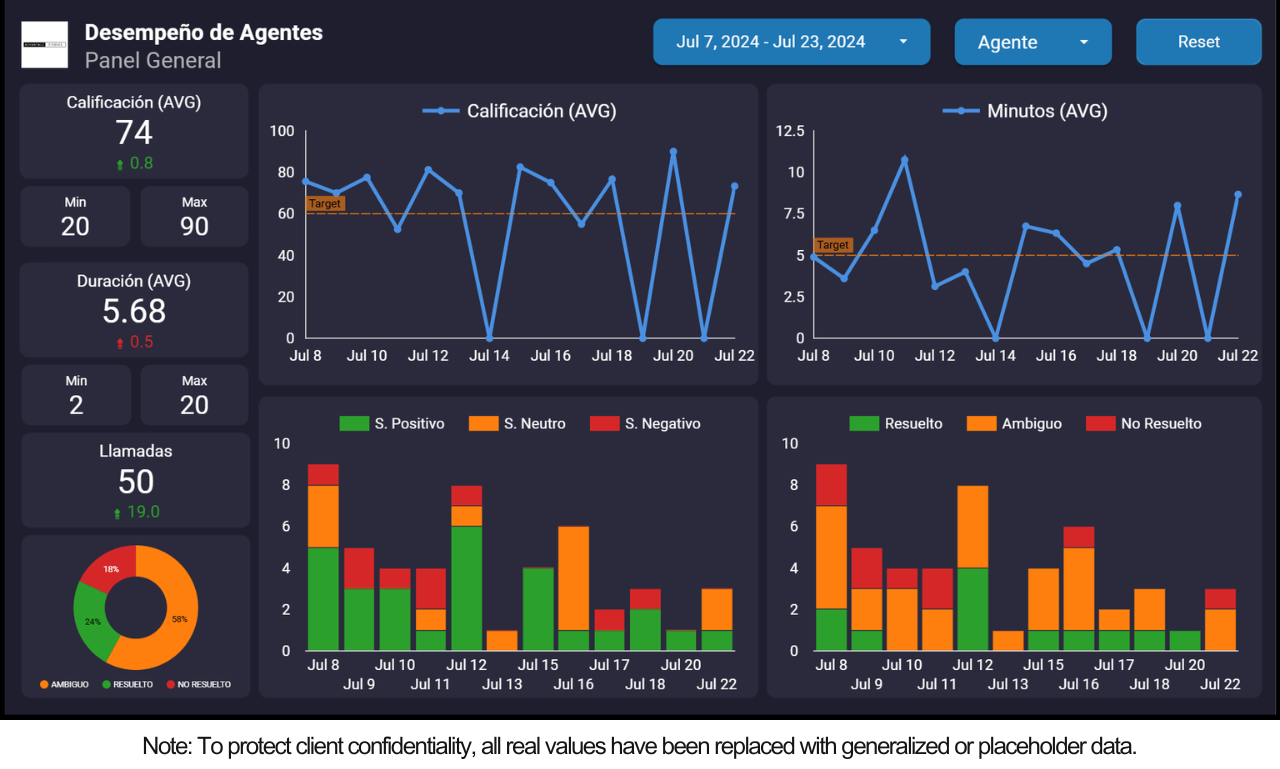 Desempeño de Agentes
Panel General
Jul 7, 2024 - Jul 23, 2024
Agente
Reset
Calificación (AVG)
74
0.8
Min
20
Max
90
Duración (AVG)
5.68
0.5
Min
2
Max
20
Llamadas
50
19.0
18%
24%
58%
AMBIGUO RESUELTO NO RESUELTO
Calificación (AVG)
100
80
60
40
20
0
Target
Jul 8 Jul 10 Jul 12 Jul 14 Jul 16 Jul 18 Jul 20 Jul 22
Minutos (AVG)
12.5
10
7.5
5
2.5
0
Target
Jul 8 Jul 10 Jul 12 Jul 14 Jul 16 Jul 18 Jul 20 Jul 22
S. Positivo S. Neutro S. Negativo
10
8
6
4
2
0
Jul 8 Jul 10 Jul 12 Jul 15 Jul 17 Jul 20
Jul 9 Jul 11 Jul 13 Jul 16 Jul 18 Jul 22
Resuelto Ambiguo No Resuelto
10
8
6
4
2
0
Jul 8 Jul 10 Jul 12 Jul 15 Jul 17 Jul 20
Jul 9 Jul 11 Jul 13 Jul 16 Jul 18 Jul 22
Note: To protect client confidentiality, all real values have been replaced with generalized or placeholder data.